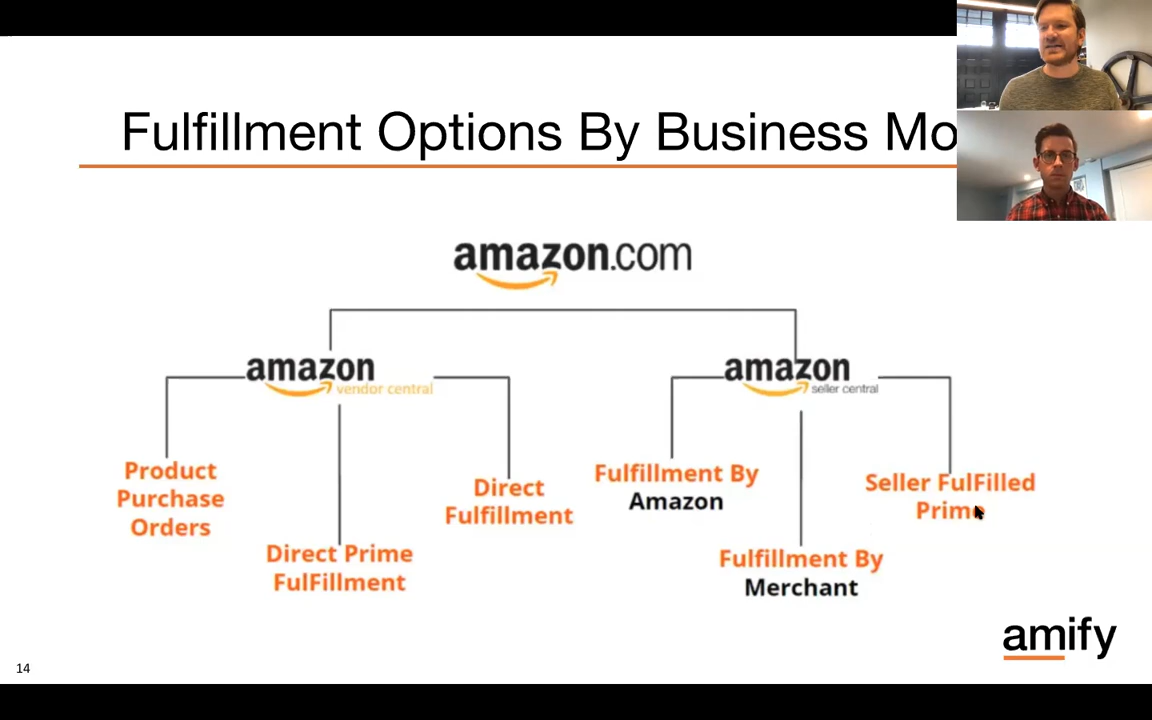 Fulfillment Options By Business Mo
amazon.com
amazon
vendor central
amazon
seller central
Product
Purchase
Orders
Direct Prime
FulFillment
Direct
Fulfillment
Fulfillment By
Amazon
Fulfillment By
Merchant
Seller FulFilled
Prime
amify
14